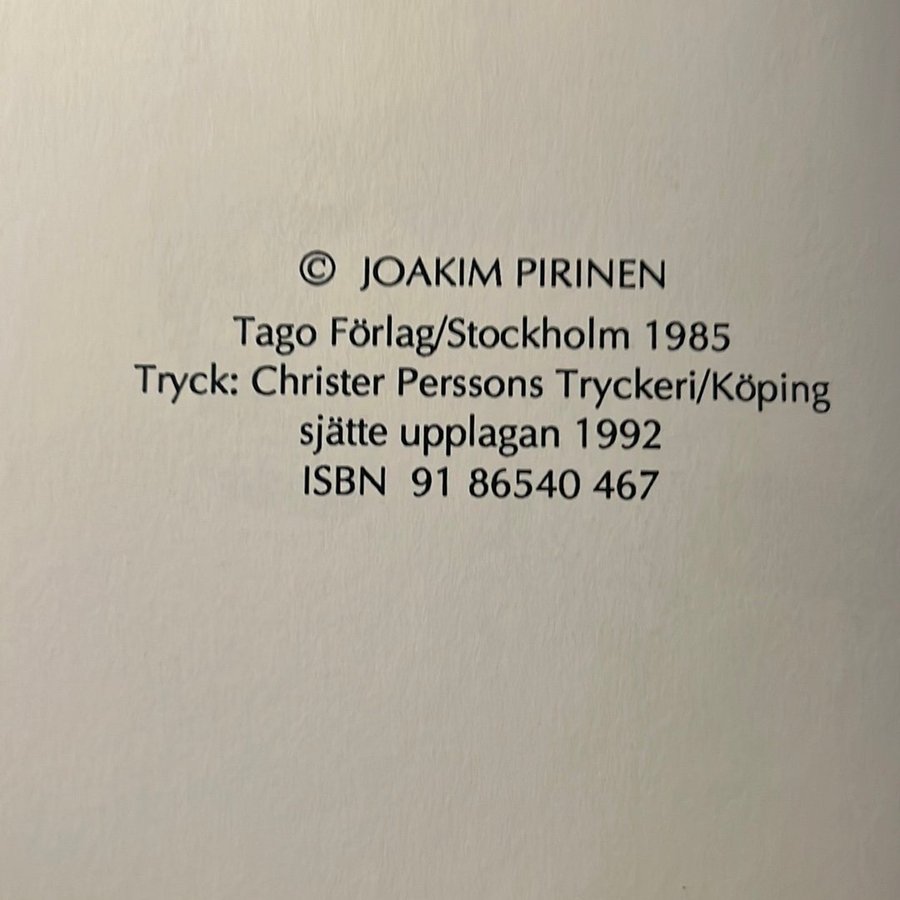 © JOAKIM PIRINEN
Tago Förlag/Stockholm 1985
Tryck: Christer Perssons Tryckeri/Köping
sjätte upplagan 1992
ISBN 91 86540 467